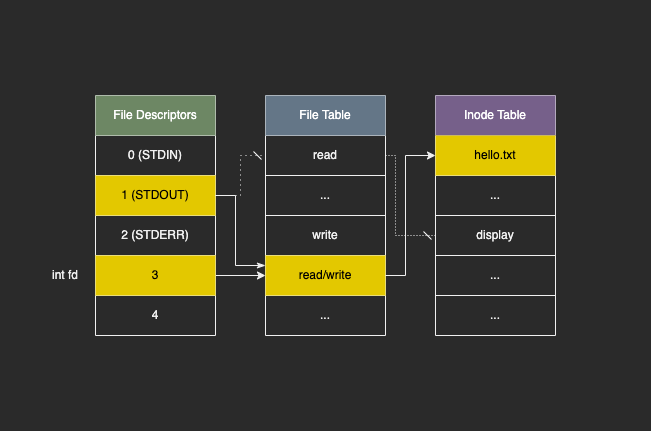 File Descriptors
File Table
Inode Table
0 (STDIN)
read
hello.txt
1 (STDOUT)
...
...
2 (STDERR)
write
display
int fd
3
read/write
...
4
...
...